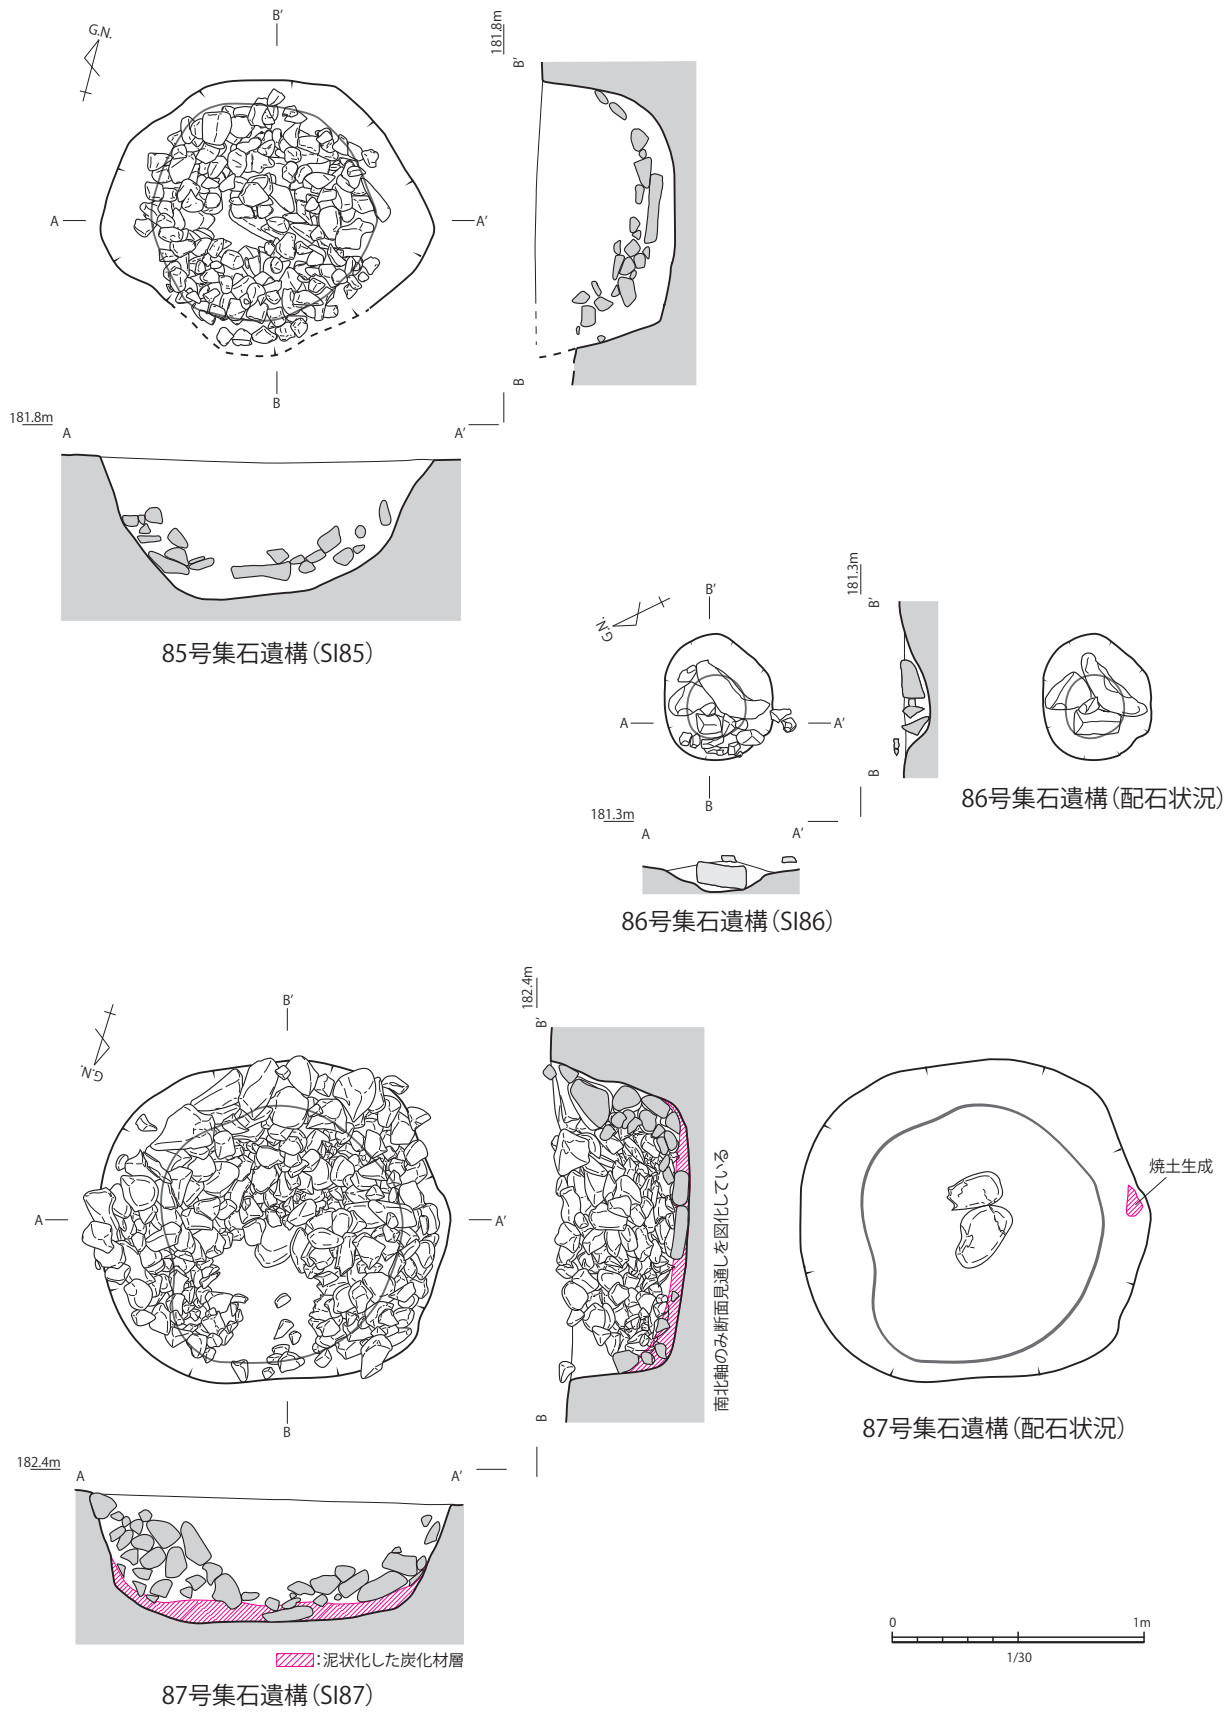 G.N.
B'
A
A'
B
181.8m
B'
B
181.8m
A
A'
85号集石遺構(SI85)
G.N.
B'
A
A'
B
181.3m
B'
B
86号集石遺構(配石状況)
181.3m
A
A'
86号集石遺構(SI86)
G.N.
B'
A
A'
B
182.4m
B'
B
南北軸のみ断面見通しを図化している
焼土生成
87号集石遺構(配石状況)
182.4m
A
A'
:泥状化した炭化材層
87号集石遺構(SI87)
0
1m
1/30